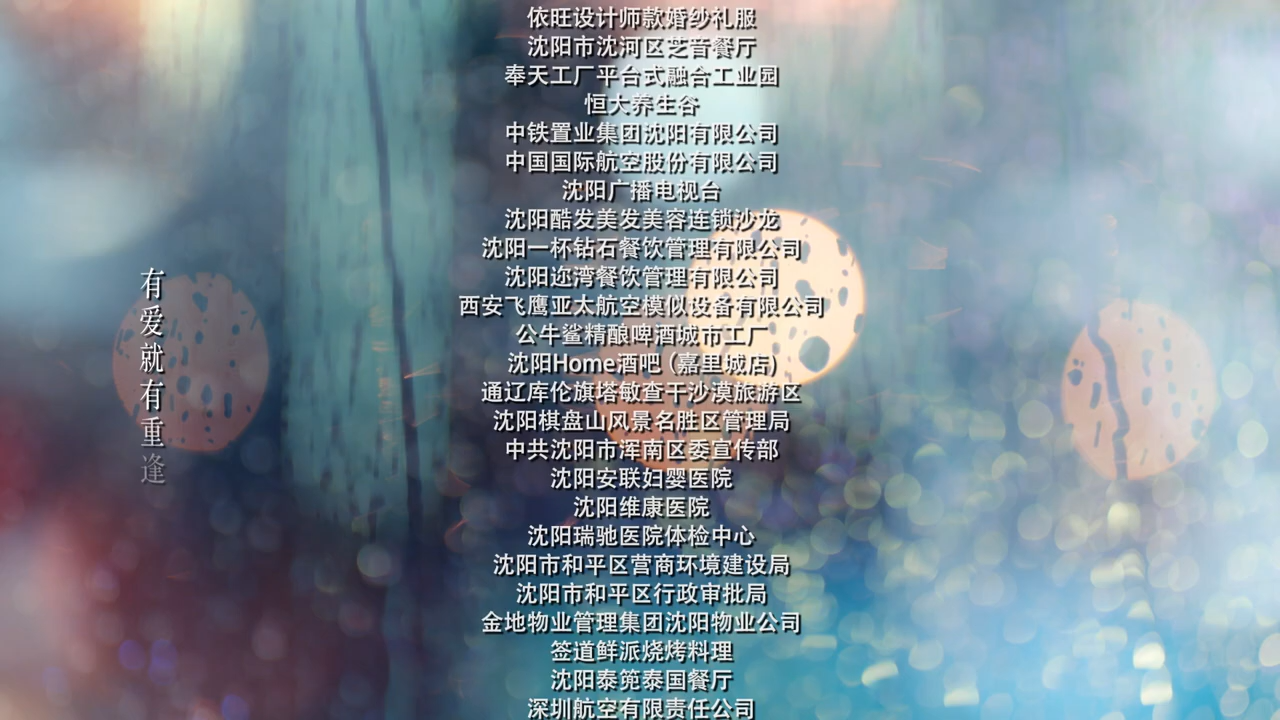 依旺设计师款婚纱礼服
沈阳市沈河区芝音餐厅
奉天工厂平台式融合工业园
恒大养生谷
中铁置业集团沈阳有限公司
中国国际航空股份有限公司
沈阳广播电视台
沈阳酷发美发美容连锁沙龙
沈阳一杯钻石餐饮管理有限公司
沈阳迩湾餐饮管理有限公司
西安飞鹰亚太航空模似设备有限公司
公牛鲨精酿啤酒城市工厂
沈阳Home酒吧 (嘉里城店)
通辽库伦旗塔敏查干沙漠旅游区
沈阳棋盘山风景名胜区管理局
中共沈阳市浑南区委宣传部
沈阳安联妇婴医院
沈阳维康医院
沈阳瑞驰医院体检中心
沈阳市和平区营商环境建设局
沈阳市和平区行政审批局
金地物业管理集团沈阳物业公司
签道鲜派烧烤料理
沈阳泰篼泰国餐厅
深圳航空有限责任公司
有爱就有重逢